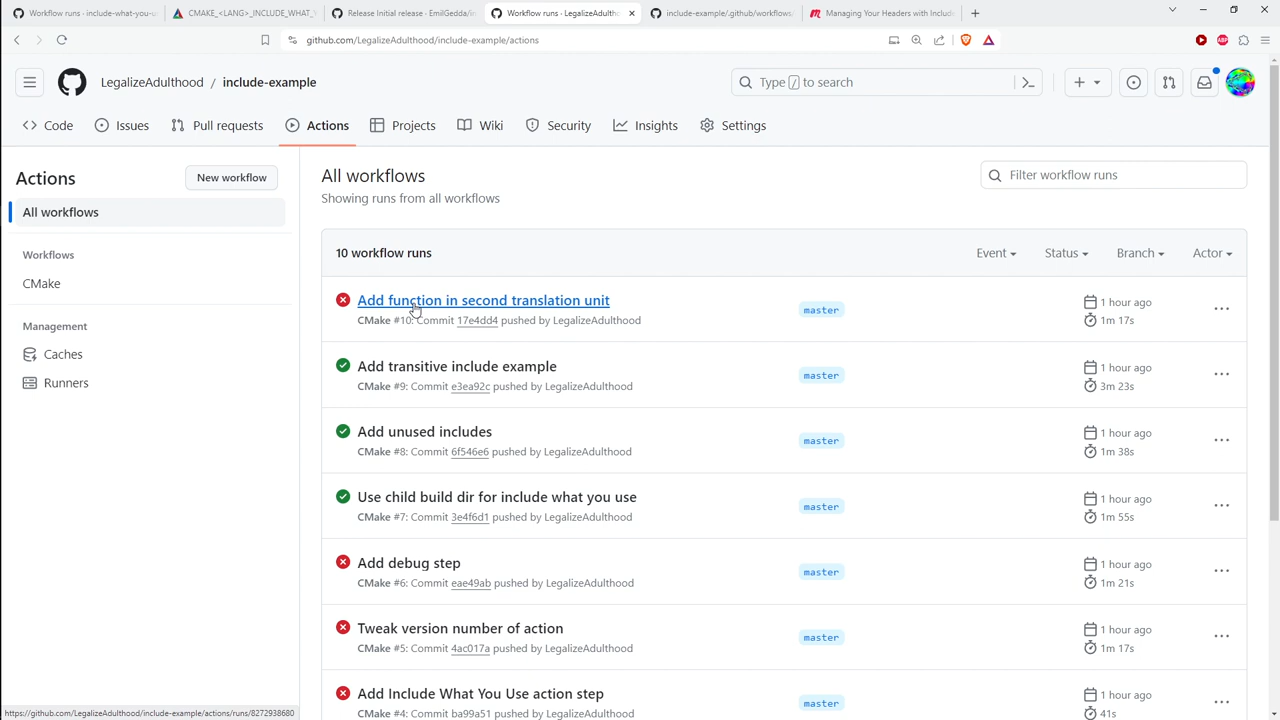 Workflow runs - include-what-you-u
CMAKE_<LANG>_INCLUDE_WHAT_
Release Initial release - EmilGedda/in
Workflow runs - LegalizeAdulth
include-example/.github/workflows
Managing Your Headers with Includ
github.com/LegalizeAdulthood/include-example/actions
LegalizeAdulthood / include-example
Type / to search
Code
Issues
Pull requests
Actions
Projects
Wiki
Security
Insights
Settings
Actions
New workflow
All workflows
Workflows
CMake
Management
Caches
Runners
All workflows
Showing runs from all workflows
Filter workflow runs
10 workflow runs
Event
Status
Branch
Actor
Add function in second translation unit
CMake #10: Commit 17e4dd4 pushed by LegalizeAdulthood
master
1 hour ago
1m 17s
Add transitive include example
CMake #9: Commit e3ea92c pushed by LegalizeAdulthood
master
1 hour ago
3m 23s
Add unused includes
CMake #8: Commit 6f546e6 pushed by LegalizeAdulthood
master
1 hour ago
1m 38s
Use child build dir for include what you use
CMake #7: Commit 3e4f6d1 pushed by LegalizeAdulthood
master
1 hour ago
1m 55s
Add debug step
CMake #6: Commit eae49ab pushed by LegalizeAdulthood
master
1 hour ago
1m 21s
Tweak version number of action
CMake #5: Commit 4ac017a pushed by LegalizeAdulthood
master
1 hour ago
1m 17s
Add Include What You Use action step
CMake #4: Commit ba99a51 pushed by LegalizeAdulthood
master
1 hour ago
41s
https://github.com/LegalizeAdulthood/include-example/actions/runs/8272938680